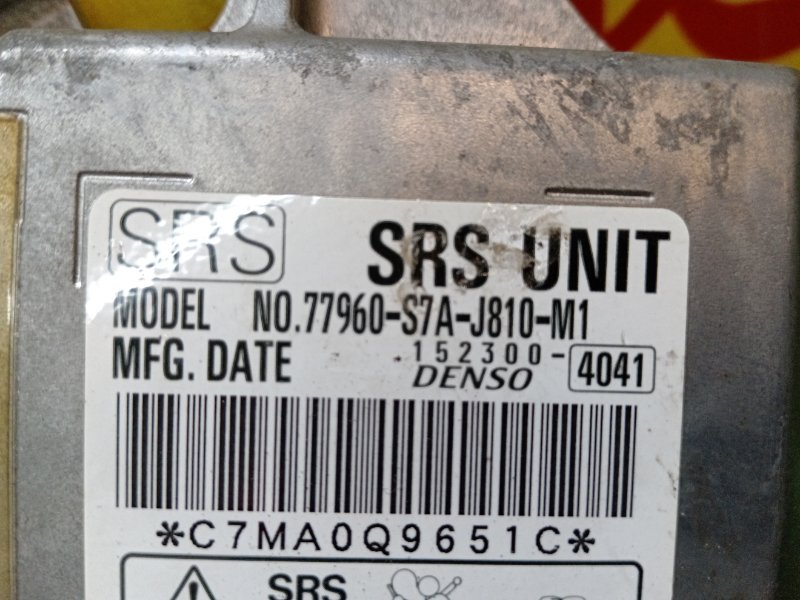 SRS SRS UNIT
MODEL NO.77960-S7A-J810-M1
MFG. DATE 152300- 4041
DENSO
*C7MA0Q9651C*
SRS